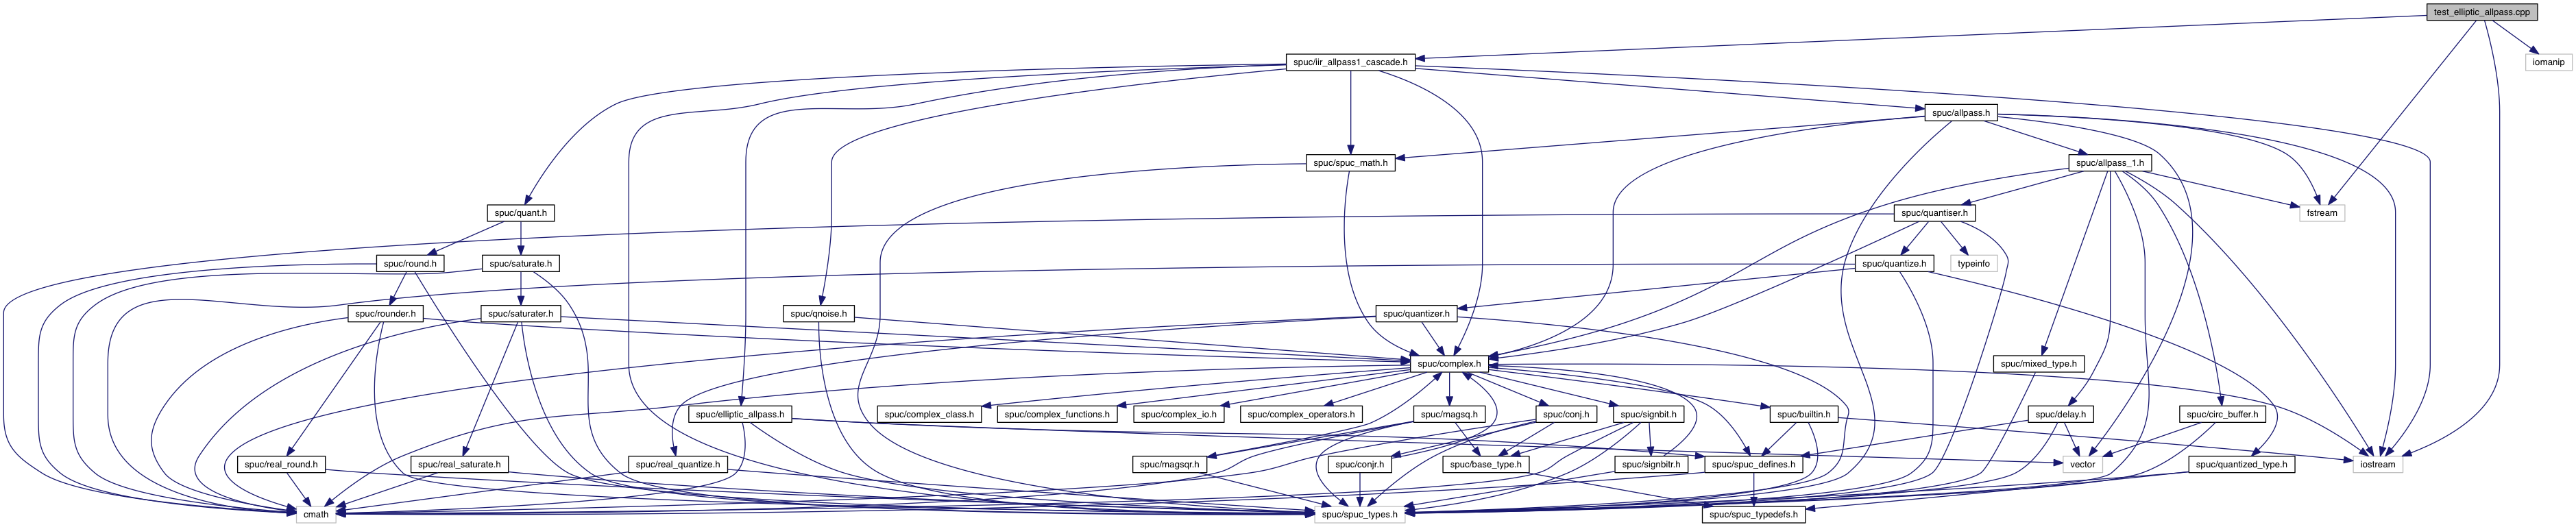 test_elliptic_allpass.cpp
spuc/iir_allpass1_cascade.h
iomanip
spuc/allpass.h
spuc/spuc_math.h
spuc/allpass_1.h
spuc/quant.h
spuc/quantiser.h
fstream
spuc/round.h
spuc/saturate.h
spuc/quantize.h
typeinfo
spuc/rounder.h
spuc/saturater.h
spuc/qnoise.h
spuc/quantizer.h
spuc/complex.h
spuc/mixed_type.h
spuc/elliptic_allpass.h
spuc/complex_class.h
spuc/complex_functions.h
spuc/complex_io.h
spuc/complex_operators.h
spuc/magsq.h
spuc/conj.h
spuc/signbit.h
spuc/builtin.h
spuc/delay.h
spuc/circ_buffer.h
spuc/real_round.h
spuc/real_saturate.h
spuc/real_quantize.h
spuc/magsqr.h
spuc/conjr.h
spuc/base_type.h
spuc/signbitr.h
spuc/spuc_defines.h
vector
spuc/quantized_type.h
iostream
cmath
spuc/spuc_types.h
spuc/spuc_typedefs.h